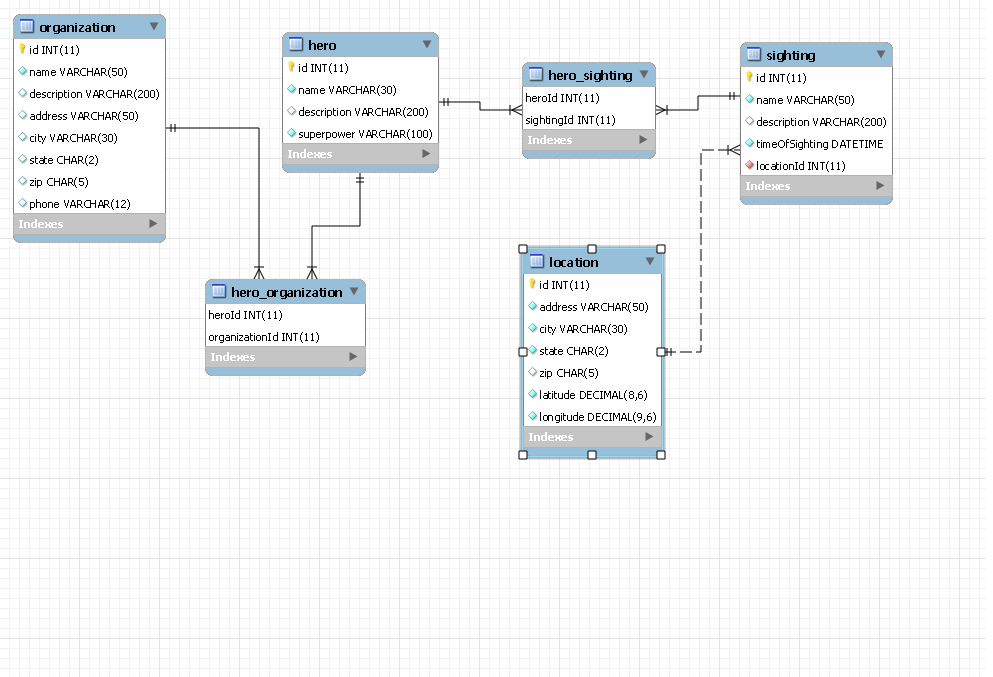 organization
id INT(11)
name VARCHAR(50)
description VARCHAR(200)
address VARCHAR(50)
city VARCHAR(30)
state CHAR(2)
zip CHAR(5)
phone VARCHAR(12)
Indexes
hero
id INT(11)
name VARCHAR(30)
description VARCHAR(200)
superpower VARCHAR(100)
Indexes
hero_sighting
heroId INT(11)
sightingId INT(11)
Indexes
sighting
id INT(11)
name VARCHAR(50)
description VARCHAR(200)
timeOfSighting DATETIME
locationId INT(11)
Indexes
hero_organization
heroId INT(11)
organizationId INT(11)
Indexes
location
id INT(11)
address VARCHAR(50)
city VARCHAR(30)
state CHAR(2)
zip CHAR(5)
latitude DECIMAL(8,6)
longitude DECIMAL(9,6)
Indexes